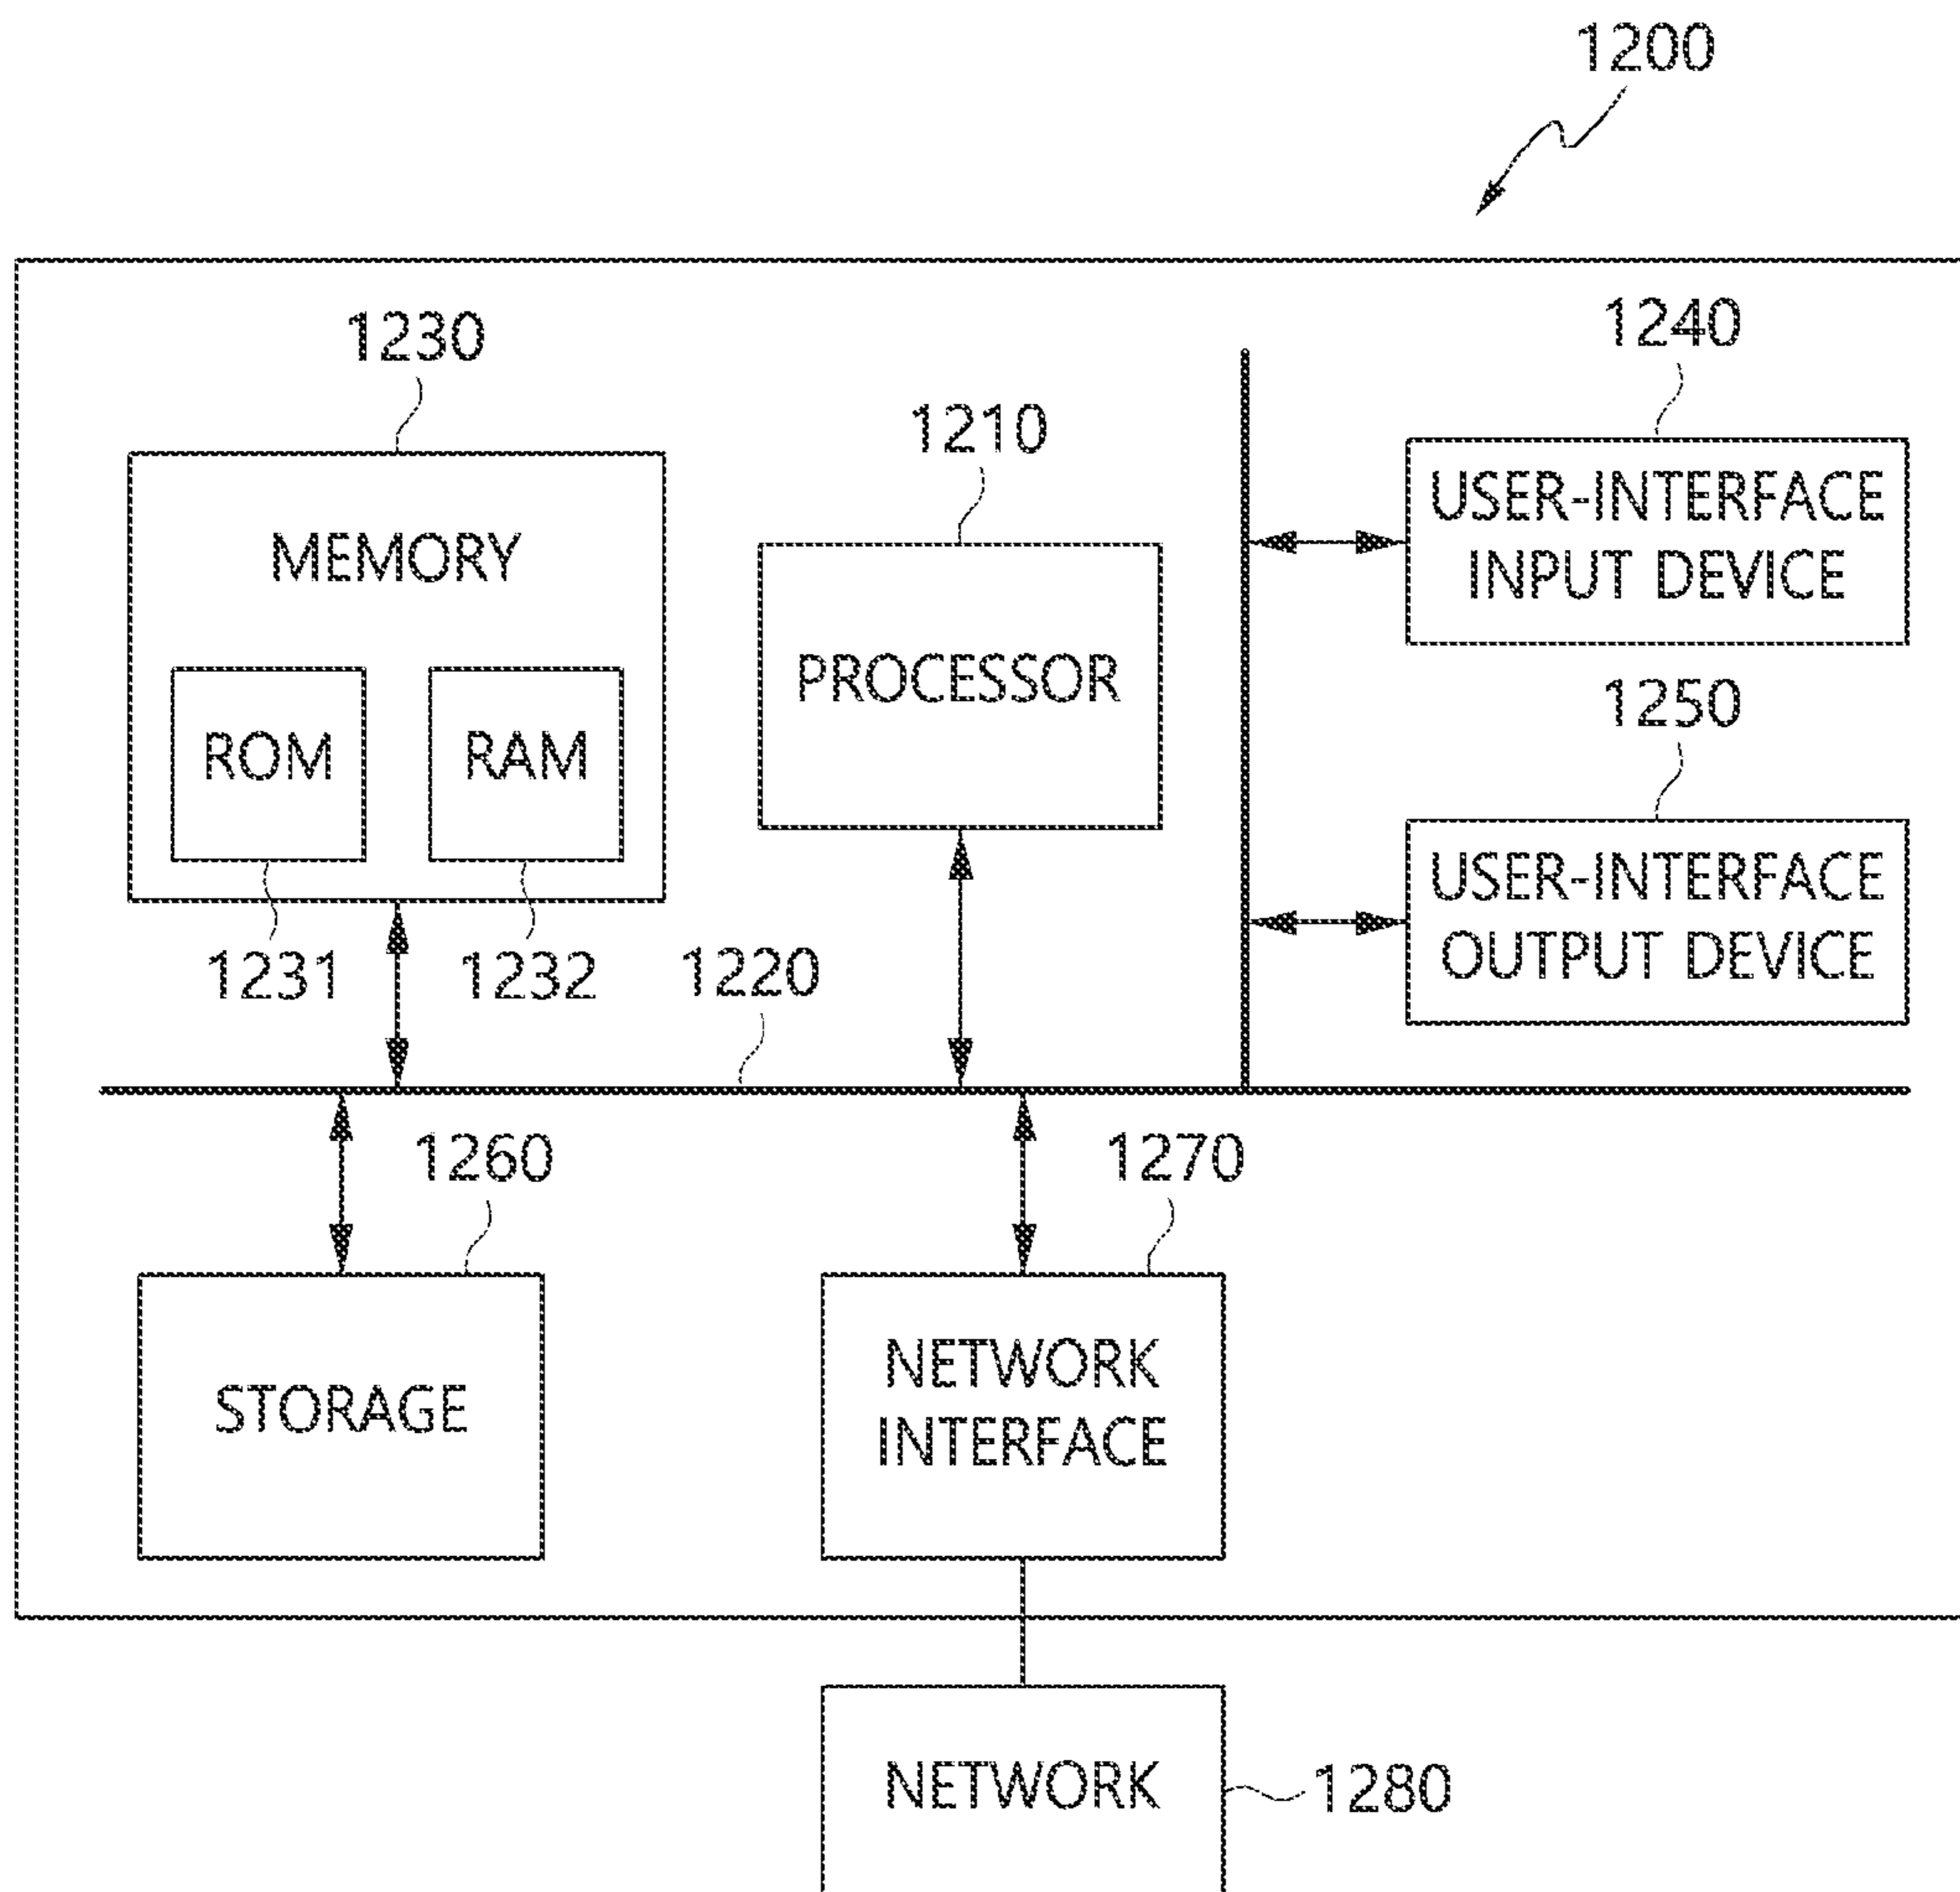 1200
1230
1240
1210
USER-INTERFACE
INPUT DEVICE
MEMORY
PROCESSOR
ROM
RAM
1250
USER-INTERFACE
OUTPUT DEVICE
1231
1232
1220
1260
1270
STORAGE
NETWORK
INTERFACE
NETWORK
1280